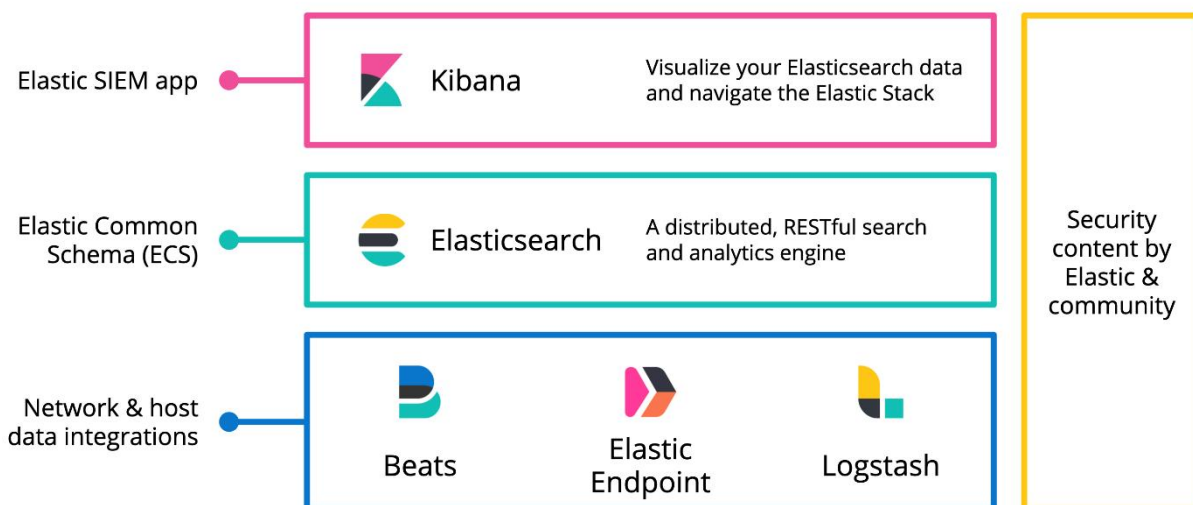 Elastic SIEM app
Kibana
Visualize your Elasticsearch data
and navigate the Elastic Stack
Elastic Common
Schema (ECS)
Elasticsearch
A distributed, RESTful search
and analytics engine
Network & host
data integrations
Beats
Elastic
Endpoint
Logstash
Security
content by
Elastic &
community